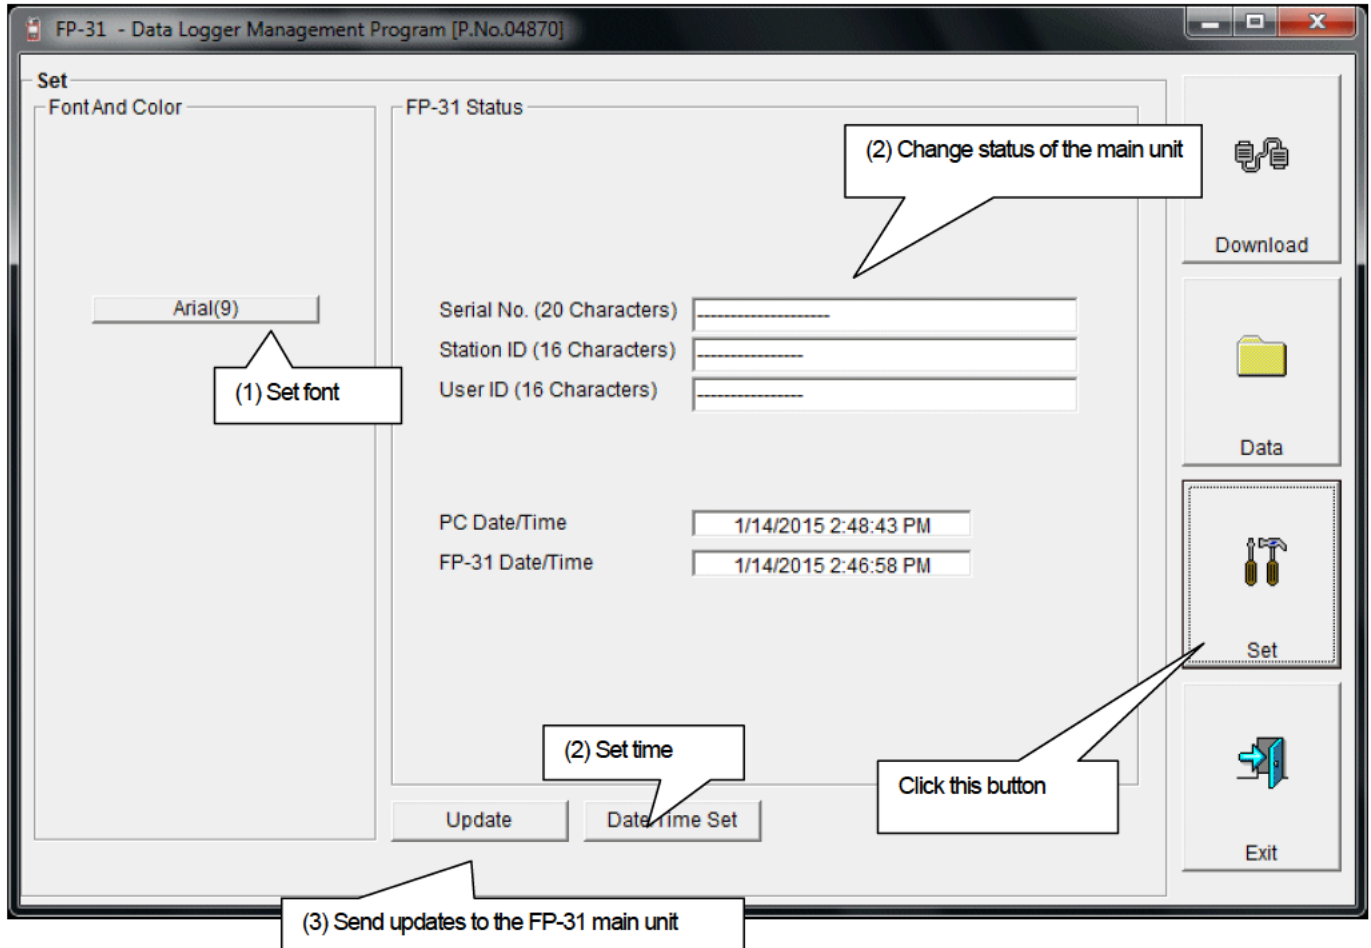 FP-31 - Data Logger Management Program [P.No.04870]
Set
Font And Color
FP-31 Status
(2) Change status of the main unit
Download
Arial(9)
(1) Set font
Serial No. (20 Characters) --------------------
Station ID (16 Characters) ----------------
User ID (16 Characters) ----------------
Data
PC Date/Time 1/14/2015 2:48:43 PM
FP-31 Date/Time 1/14/2015 2:46:58 PM
Set
(2) Set time
Click this button
Update
Date/Time Set
Exit
(3) Send updates to the FP-31 main unit